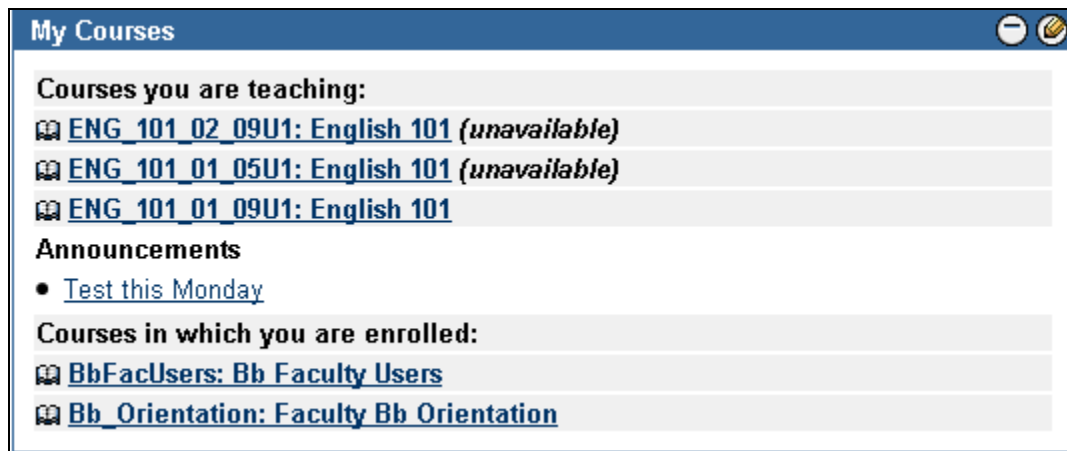 My Courses
Courses you are teaching:
ENG_101_02_09U1: English 101 (unavailable)
ENG_101_01_05U1: English 101 (unavailable)
ENG_101_01_09U1: English 101
Announcements
• Test this Monday
Courses in which you are enrolled:
BbFacUsers: Bb Faculty Users
Bb_Orientation: Faculty Bb Orientation